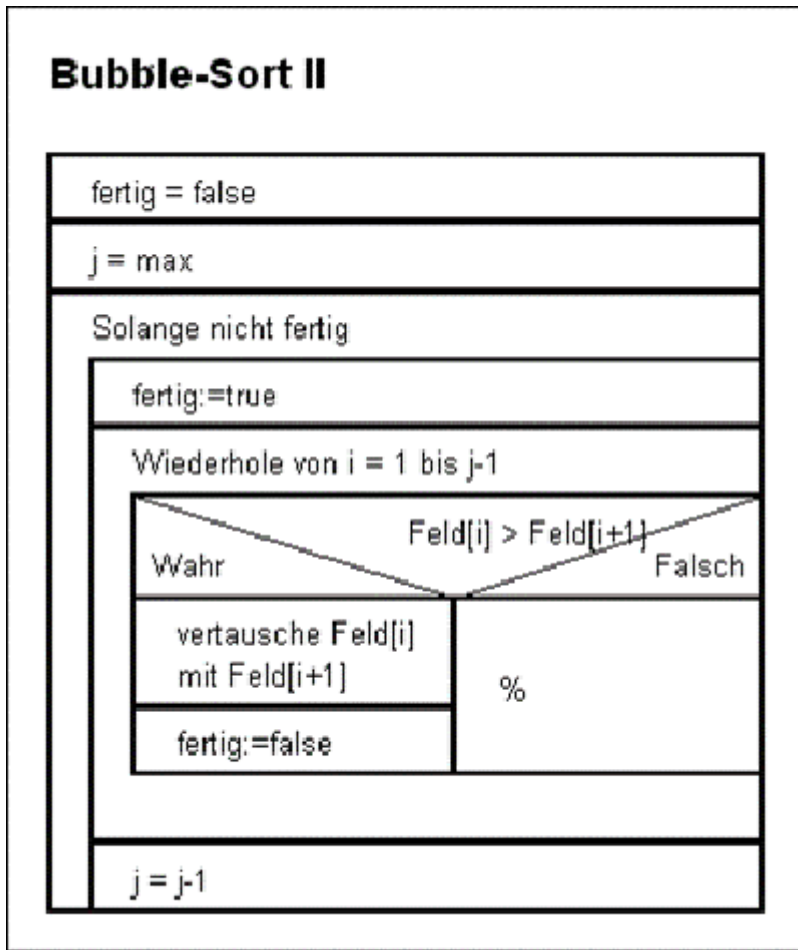 Bubble-Sort II
fertig = false
j = max
Solange nicht fertig
fertig:=true
Wiederhole von i = 1 bis j-1
Feld[i] > Feld[i+1]
Wahr
Falsch
vertausche Feld[i]
mit Feld[i+1]
%
fertig:=false
j = j-1